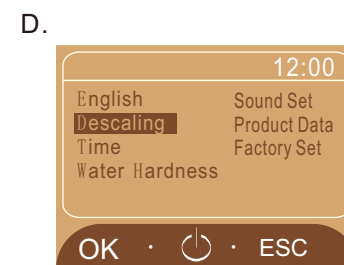 D.
12:00
English
Descaling
Time
Water Hardness
Sound Set
Product Data
Factory Set
OK · · ESC